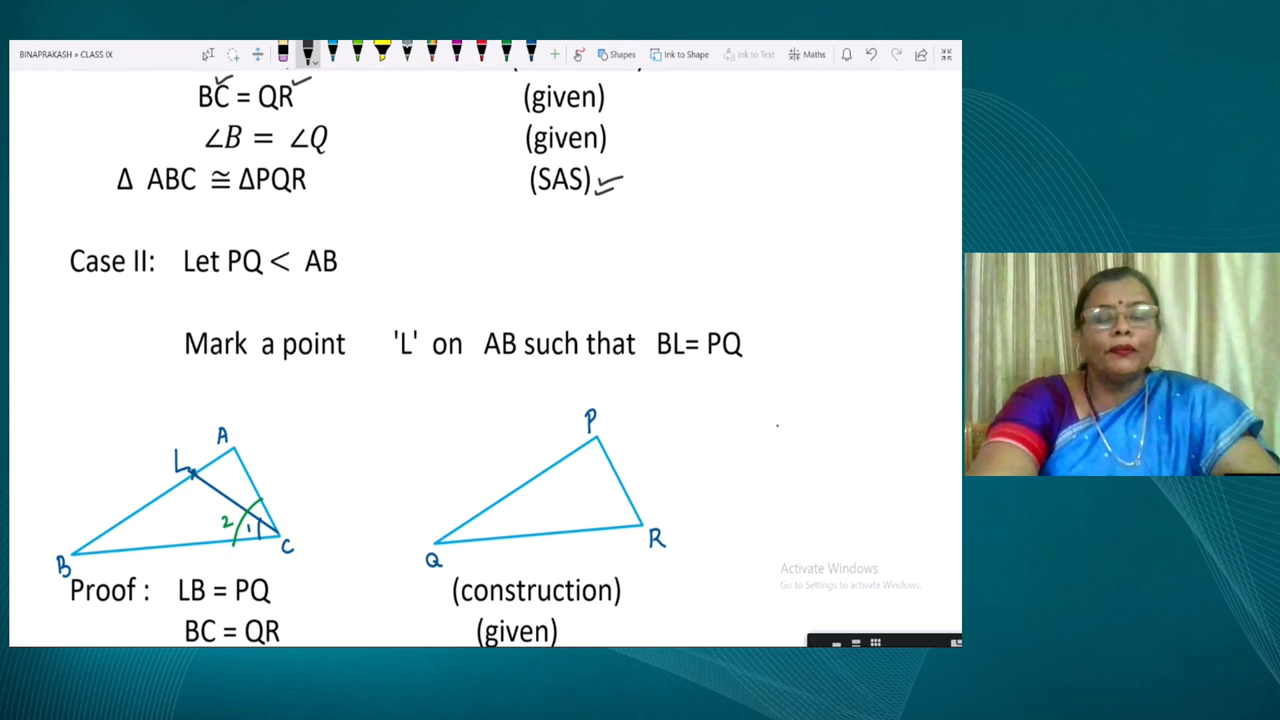 BINAPRAKASH » CLASS IX
Shapes
Ink to Shape
Ink to Text
Maths
BC = QR (given)
∠B = ∠Q (given)
Δ ABC ≅ ΔPQR (SAS)
Case II: Let PQ < AB
Mark a point 'L' on AB such that BL= PQ
A
L
2
1
B
C
P
Q
R
Activate Windows
Go to Settings to activate Windows.
Proof : LB = PQ (construction)
BC = QR (given)